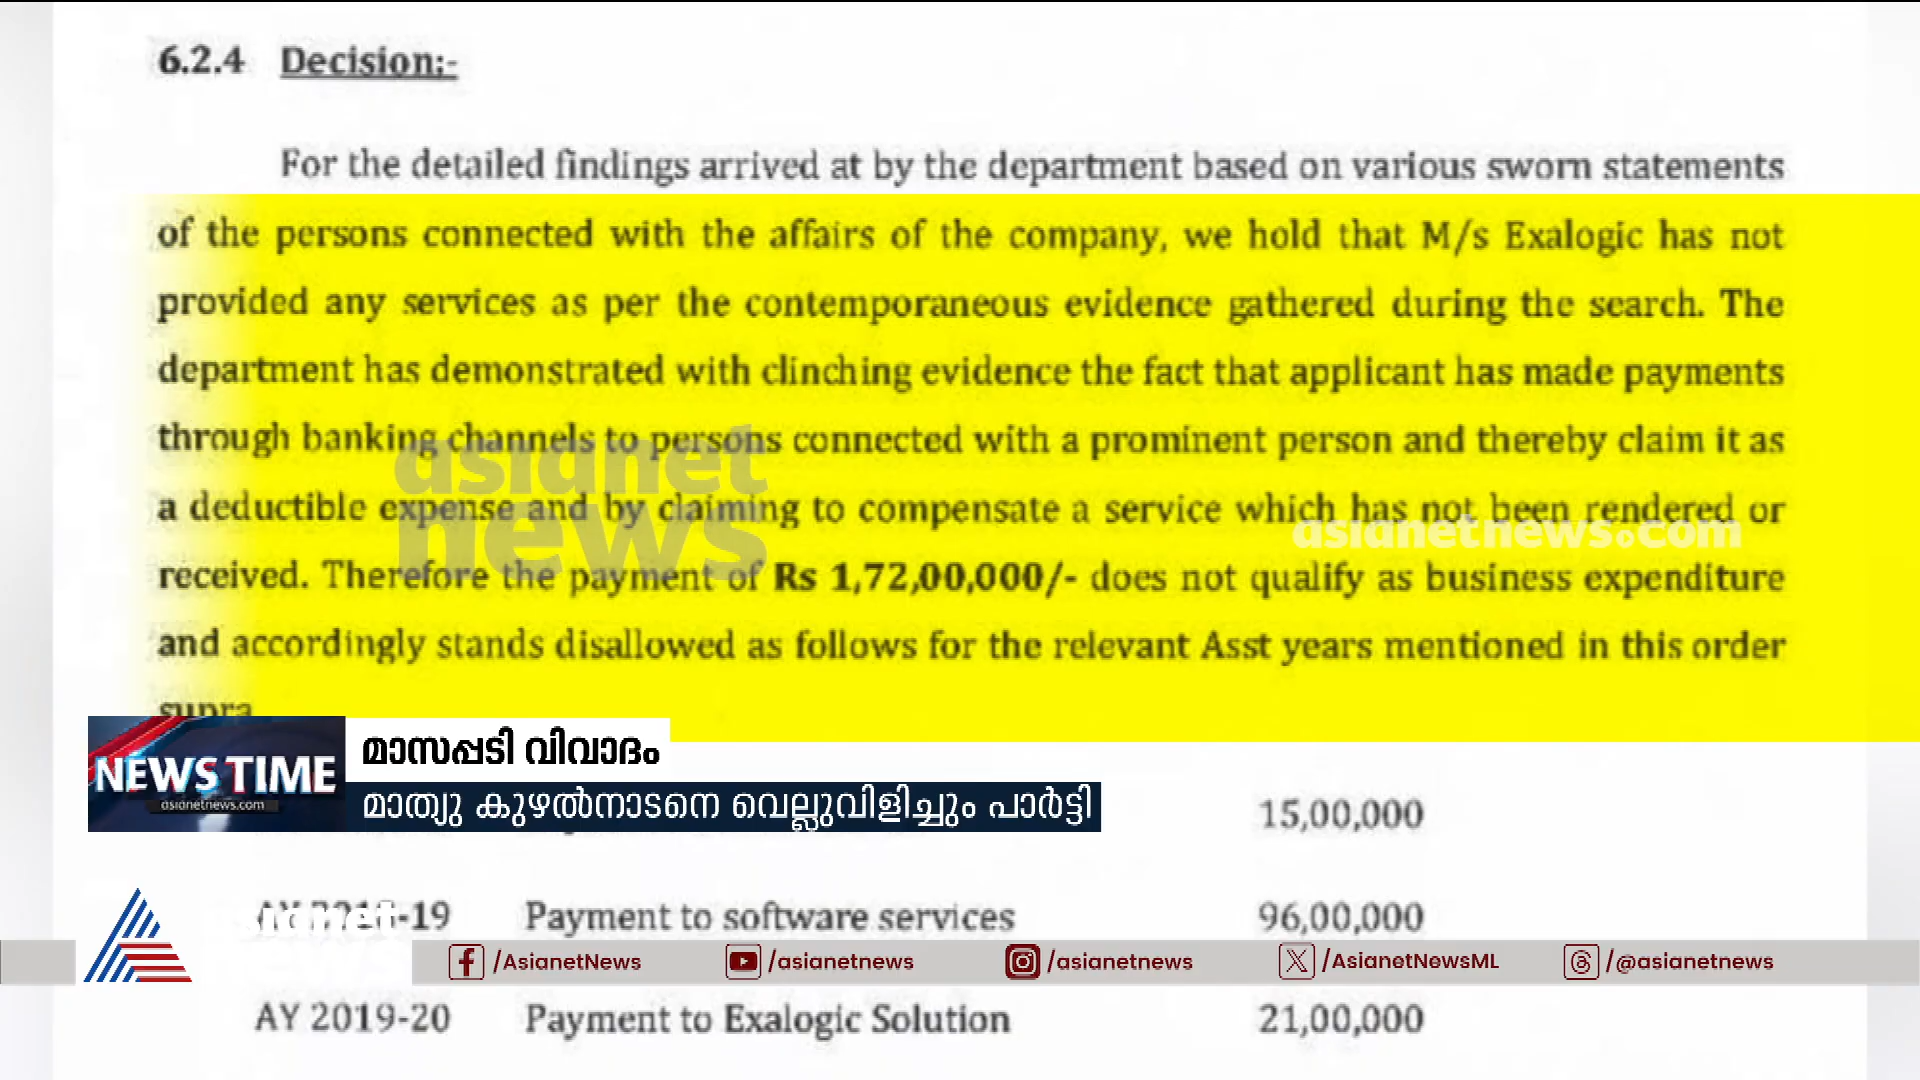 6.2.4 Decision:-
For the detailed findings arrived at by the department based on various sworn statements
of the persons connected with the affairs of the company, we hold that M/s Exalogic has not
provided any services as per the contemporaneous evidence gathered during the search. The
department has demonstrated with clinching evidence the fact that applicant has made payments
through banking channels to persons connected with a prominent person and thereby claim it as
a deductible expense and by claiming to compensate a service which has not been rendered or
received. Therefore the payment of Rs 1,72,00,000/- does not qualify as business expenditure
and accordingly stands disallowed as follows for the relevant Asst years mentioned in this order
supra
asianet
news
asianetnews.com
NEWS TIME
asianetnews.com
മാസപ്പടി വിവാദം
മാത്യു കുഴൽനാടനെ വെല്ലുവിളിച്ചും പാർട്ടി
15,00,000
-19 Payment to software services 96,00,000
asianet
/AsianetNews /asianetnews /asianetnews /AsianetNewsML /@asianetnews
AY 2019-20 Payment to Exalogic Solution 21,00,000